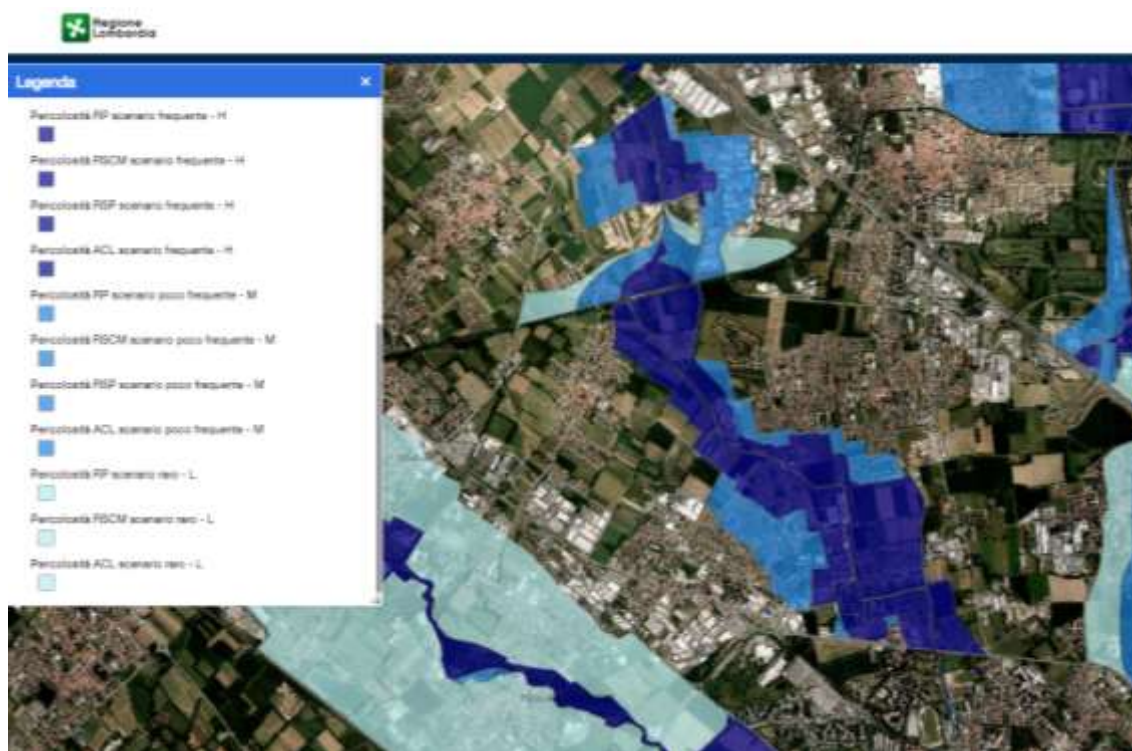 Regione
Lombardia
Legenda ×
Pericolosità RP scenario frequente - H
Pericolosità RSCM scenario frequente - H
Pericolosità RSP scenario frequente - H
Pericolosità ACL scenario frequente - H
Pericolosità RP scenario poco frequente - M
Pericolosità RSCM scenario poco frequente - M
Pericolosità RSP scenario poco frequente - M
Pericolosità ACL scenario poco frequente - M
Pericolosità RP scenario raro - L
Pericolosità RSCM scenario raro - L
Pericolosità ACL scenario raro - L